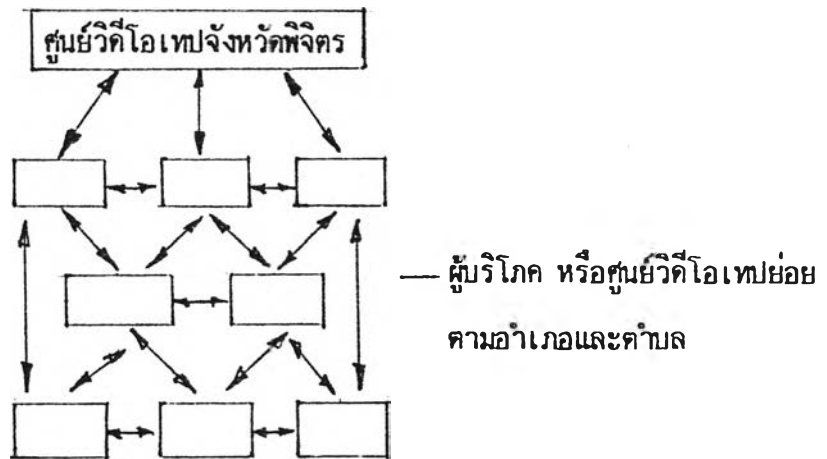 ศูนย์วิดีโอเทปจังหวัดพิจิตร
— ผู้บริโภค หรือศูนย์วิดีโอเทปย่อย
ตามอำเภอและตำบล